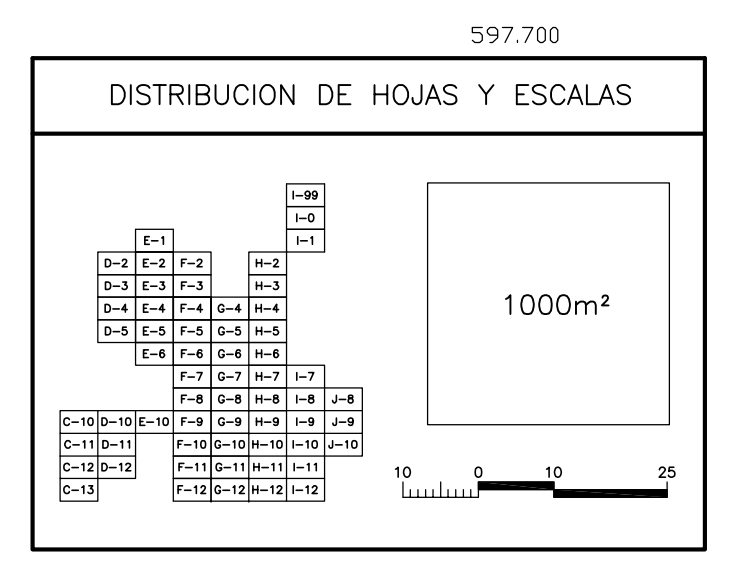 597.700
DISTRIBUCION DE HOJAS Y ESCALAS
I-99
I-0
E-1 I-1
D-2 E-2 F-2 H-2
D-3 E-3 F-3 H-3
D-4 E-4 F-4 G-4 H-4
D-5 E-5 F-5 G-5 H-5
E-6 F-6 G-6 H-6
F-7 G-7 H-7 I-7
F-8 G-8 H-8 I-8 J-8
C-10 D-10 E-10 F-9 G-9 H-9 I-9 J-9
C-11 D-11 F-10 G-10 H-10 I-10 J-10
C-12 D-12 F-11 G-11 H-11 I-11
C-13 F-12 G-12 H-12 I-12
1000m²
10 0 10 25